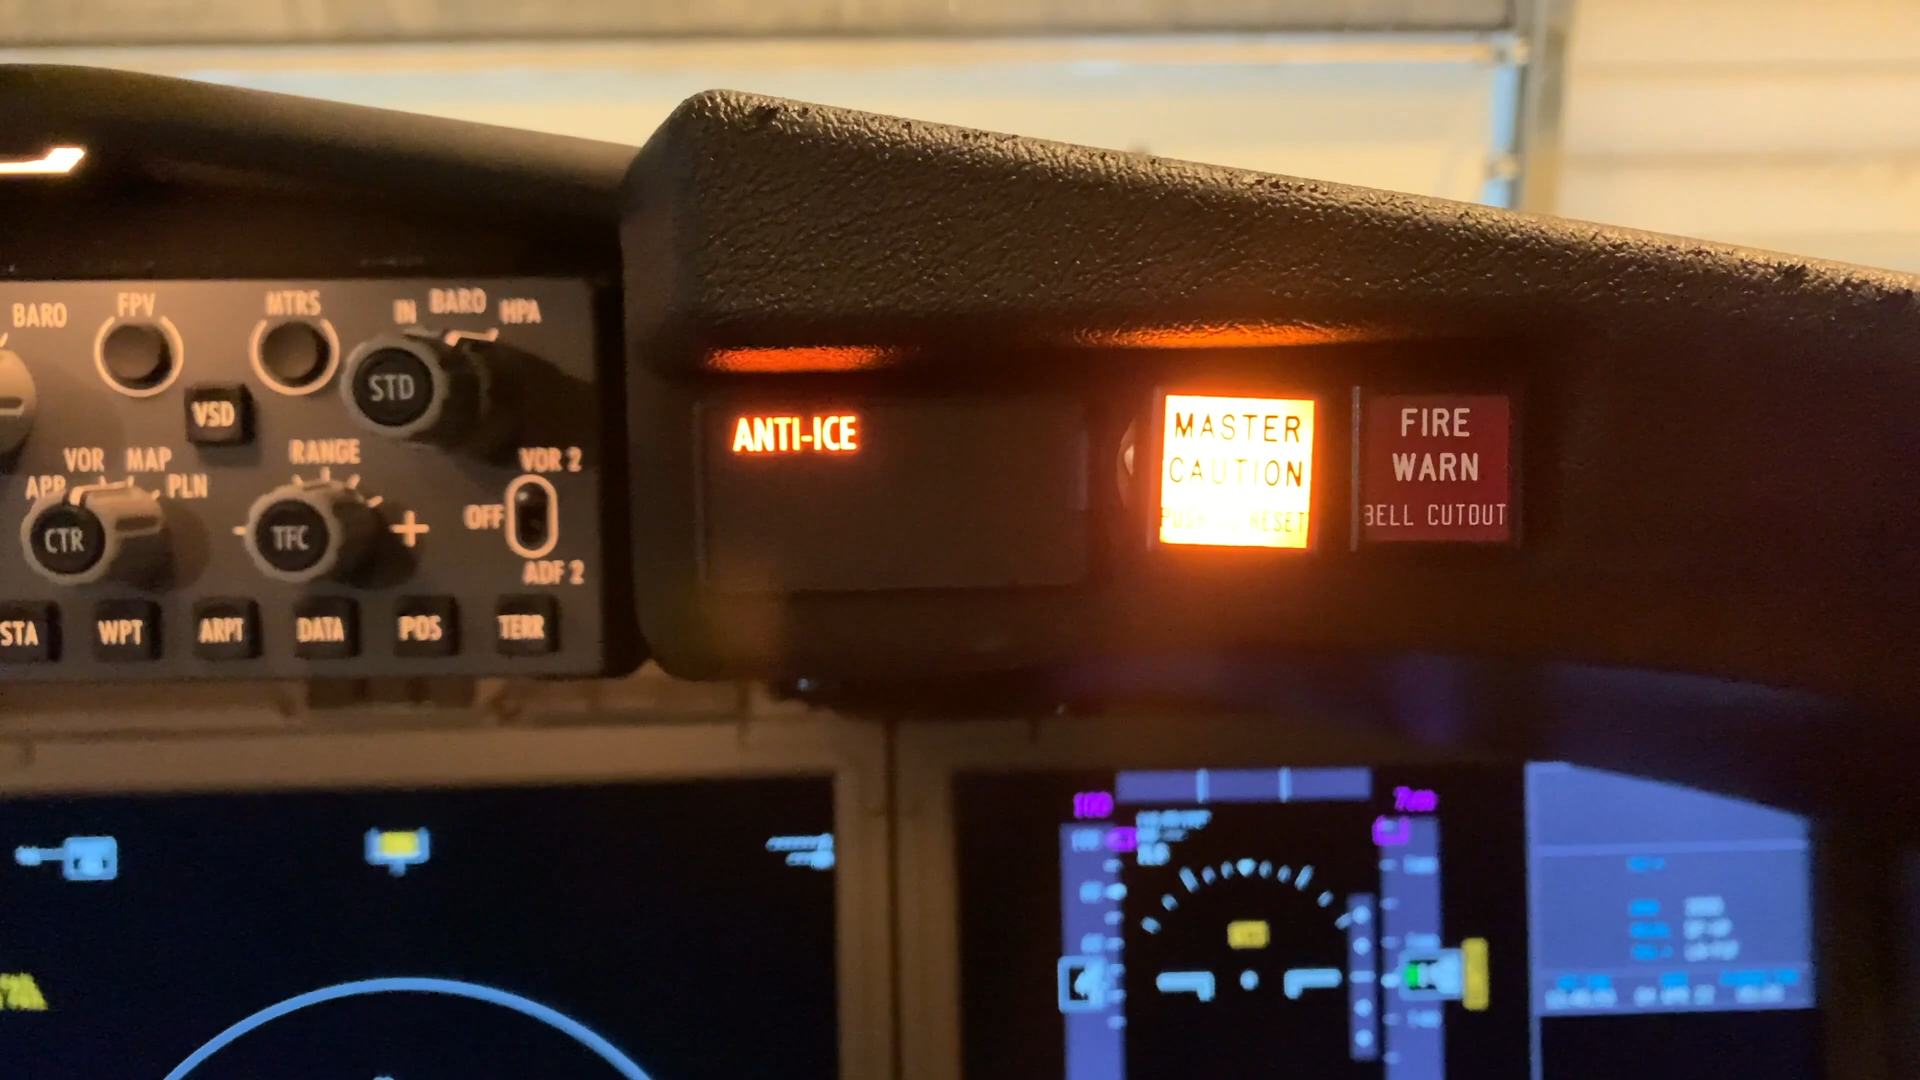 BARO
FPV
MTRS
IN
BARO
HPA
STD
VSD
VOR
MAP
APP
PLN
CTR
RANGE
TFC
+
VOR 2
OFF
ADF 2
STA
WPT
ARPT
DATA
POS
TERR
ANTI-ICE
MASTER
CAUTION
PUSH RESET
FIRE
WARN
BELL CUTOUT
100